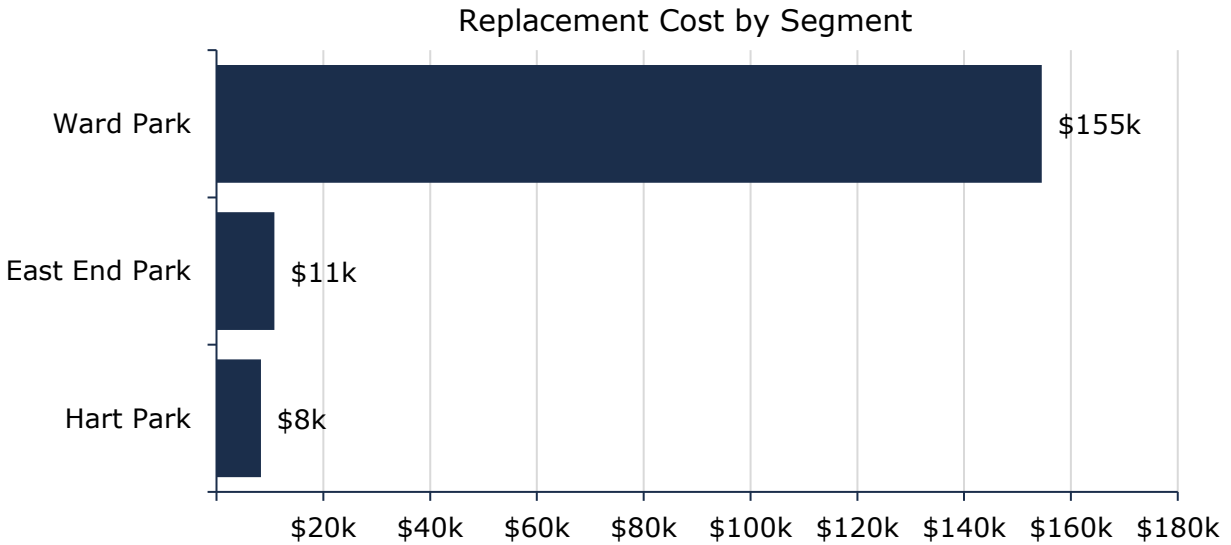 Replacement Cost by Segment
Ward Park
$155k
East End Park
$11k
Hart Park
$8k
$20k $40k $60k $80k $100k $120k $140k $160k $180k